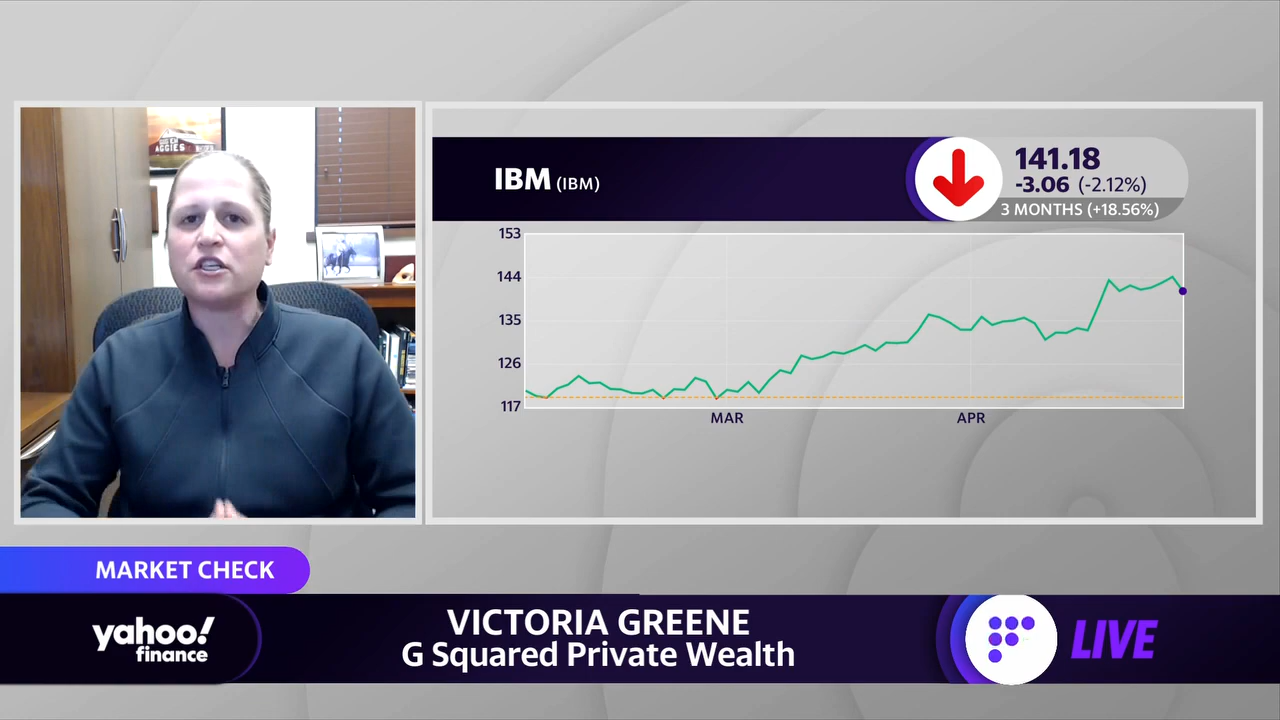 AGGIES
IBM (IBM)
141.18
-3.06 (-2.12%)
3 MONTHS (+18.56%)
153
144
135
126
117
MAR
APR
MARKET CHECK
yahoo!
finance
VICTORIA GREENE
G Squared Private Wealth
LIVE